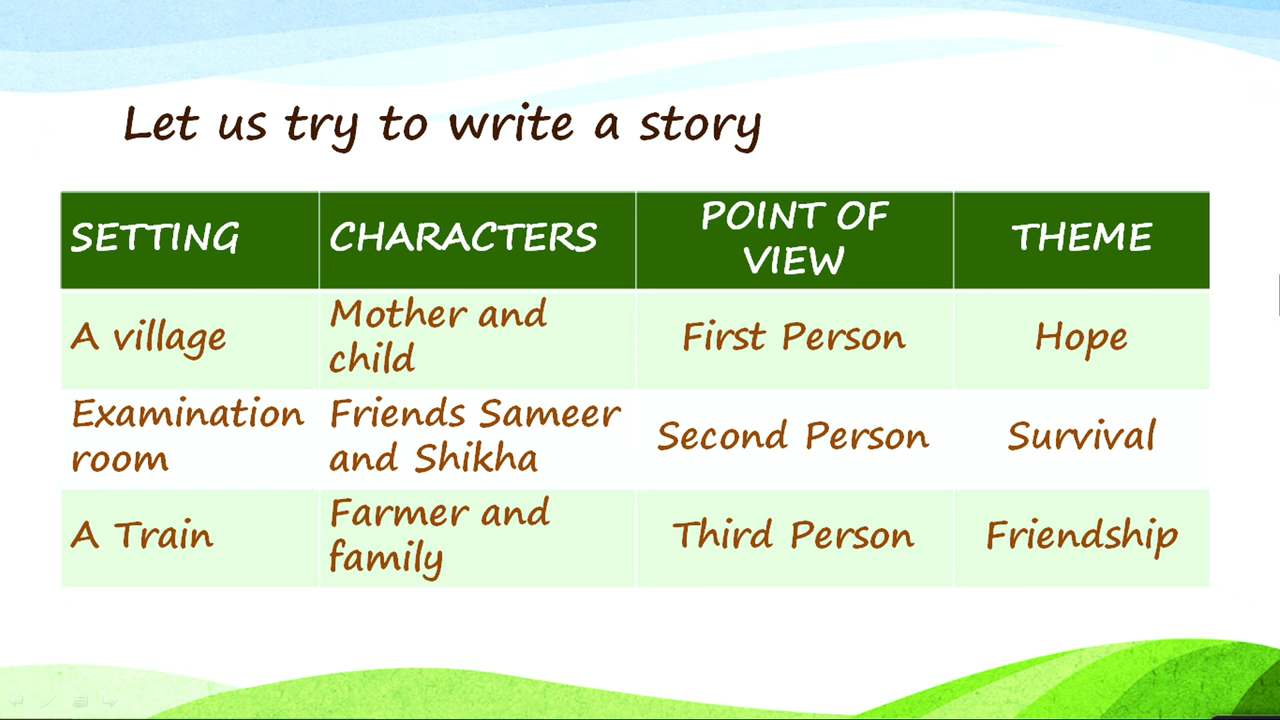 Let us try to write a story
SETTING CHARACTERS POINT OF VIEW THEME
A village Mother and child First Person Hope
Examination room Friends Sameer and Shikha Second Person Survival
A Train Farmer and family Third Person Friendship